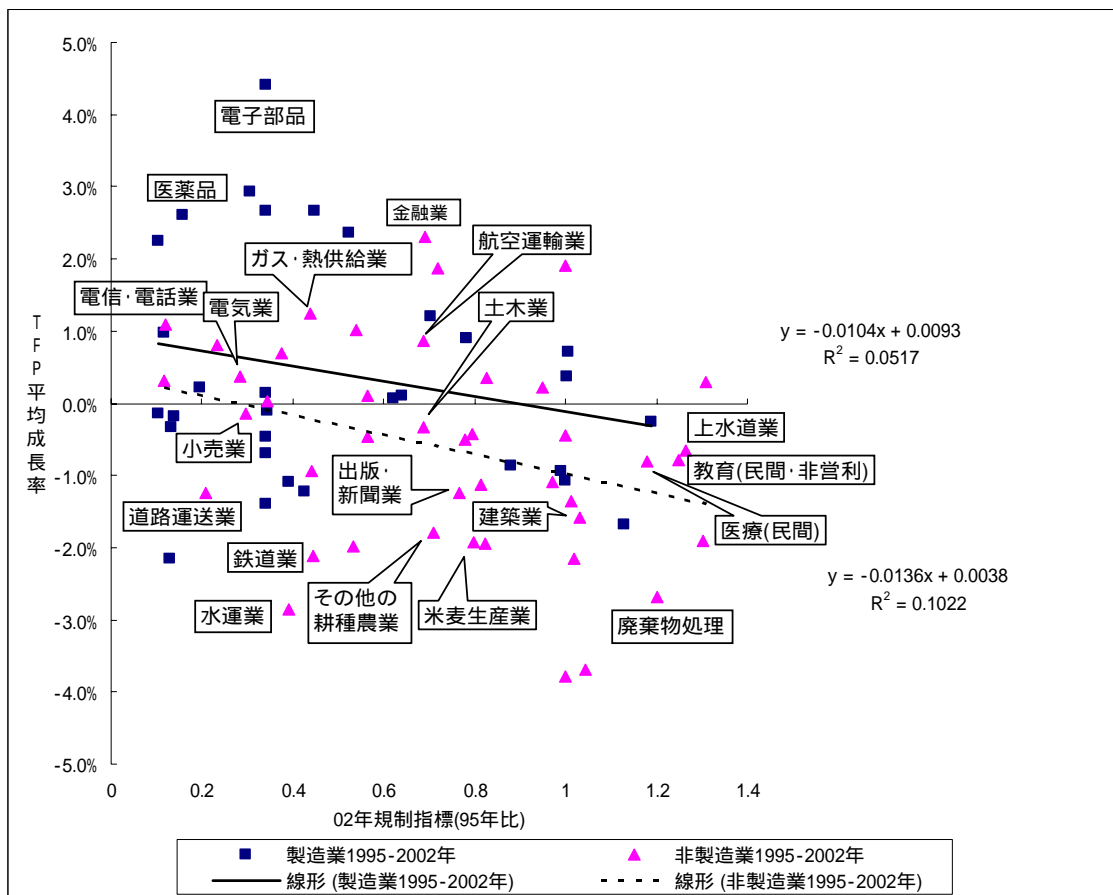 5.0%
4.0%
3.0%
2.0%
1.0%
0.0%
-1.0%
-2.0%
-3.0%
-4.0%
-5.0%
TFP平均成長率
電子部品
医薬品
金融業
航空運輸業
ガス・熱供給業
土木業
電信・電話業
電気業
y = -0.0104x + 0.0093
R² = 0.0517
小売業
上水道業
出版・
新聞業
教育(民間・非営利)
道路運送業
建築業
医療(民間)
鉄道業
y = -0.0136x + 0.0038
R² = 0.1022
水運業
その他の
耕種農業
米麦生産業
廃棄物処理
0 0.2 0.4 0.6 0.8 1 1.2 1.4
02年規制指標(95年比)
製造業1995-2002年
非製造業1995-2002年
線形 (製造業1995-2002年)
線形 (非製造業1995-2002年)